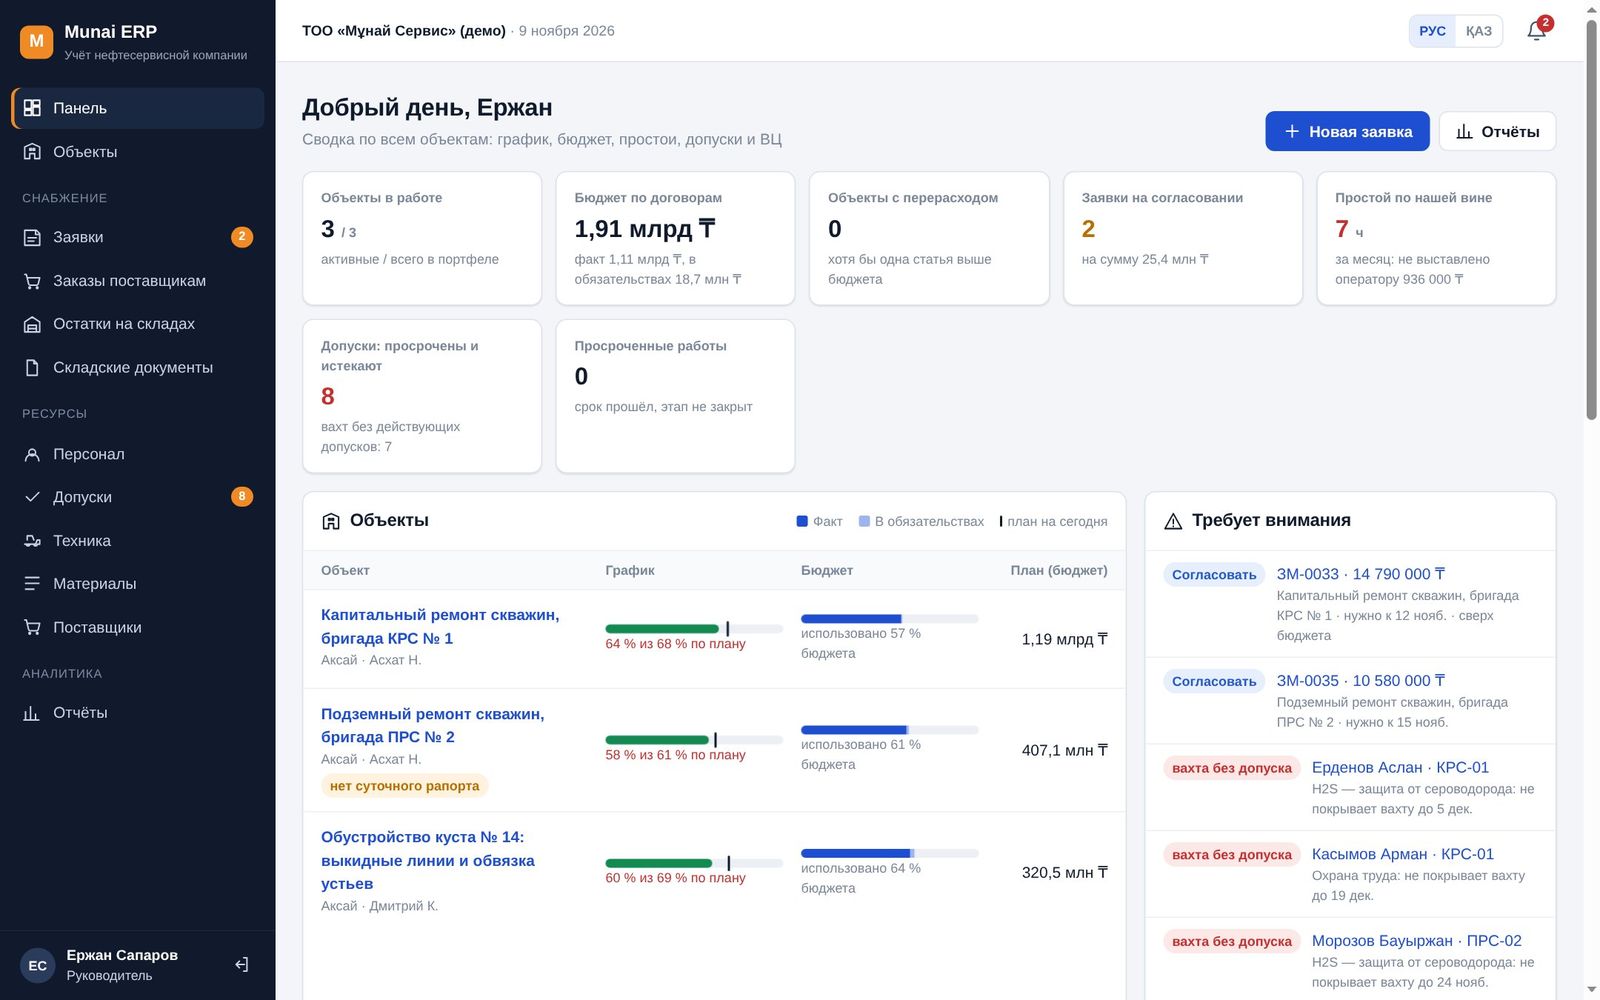 M
Munai ERP
Учёт нефтесервисной компании
Панель
Объекты
СНАБЖЕНИЕ
Заявки
2
Заказы поставщикам
Остатки на складах
Складские документы
РЕСУРСЫ
Персонал
Допуски
8
Техника
Материалы
Поставщики
АНАЛИТИКА
Отчёты
ЕС
Ержан Сапаров
Руководитель
ТОО «Мұнай Сервис» (демо) · 9 ноября 2026
РУС
ҚАЗ
2
Добрый день, Ержан
Сводка по всем объектам: график, бюджет, простои, допуски и ВЦ
Новая заявка
Отчёты
Объекты в работе
3 / 3
активные / всего в портфеле
Бюджет по договорам
1,91 млрд ₸
факт 1,11 млрд ₸, в
обязательствах 18,7 млн ₸
Объекты с перерасходом
0
хотя бы одна статья выше
бюджета
Заявки на согласовании
2
на сумму 25,4 млн ₸
Простой по нашей вине
7 ч
за месяц: не выставлено
оператору 936 000 ₸
Допуски: просрочены и
истекают
8
вахт без действующих
допусков: 7
Просроченные работы
0
срок прошёл, этап не закрыт
Объекты
Факт
В обязательствах
план на сегодня
Объект
График
Бюджет
План (бюджет)
Капитальный ремонт скважин,
бригада КРС № 1
Аксай · Асхат Н.
64 % из 68 % по плану
использовано 57 %
бюджета
1,19 млрд ₸
Подземный ремонт скважин,
бригада ПРС № 2
Аксай · Асхат Н.
нет суточного рапорта
58 % из 61 % по плану
использовано 61 %
бюджета
407,1 млн ₸
Обустройство куста № 14:
выкидные линии и обвязка
устьев
Аксай · Дмитрий К.
60 % из 69 % по плану
использовано 64 %
бюджета
320,5 млн ₸
Требует внимания
Согласовать
ЗМ-0033 · 14 790 000 ₸
Капитальный ремонт скважин, бригада
КРС № 1 · нужно к 12 нояб. · сверх
бюджета
Согласовать
ЗМ-0035 · 10 580 000 ₸
Подземный ремонт скважин, бригада
ПРС № 2 · нужно к 15 нояб.
вахта без допуска
Ерденов Аслан · КРС-01
H2S — защита от сероводорода: не
покрывает вахту до 5 дек.
вахта без допуска
Касымов Арман · КРС-01
Охрана труда: не покрывает вахту
до 19 дек.
вахта без допуска
Морозов Бауыржан · ПРС-02
H2S — защита от сероводорода: не
покрывает вахту до 24 нояб.